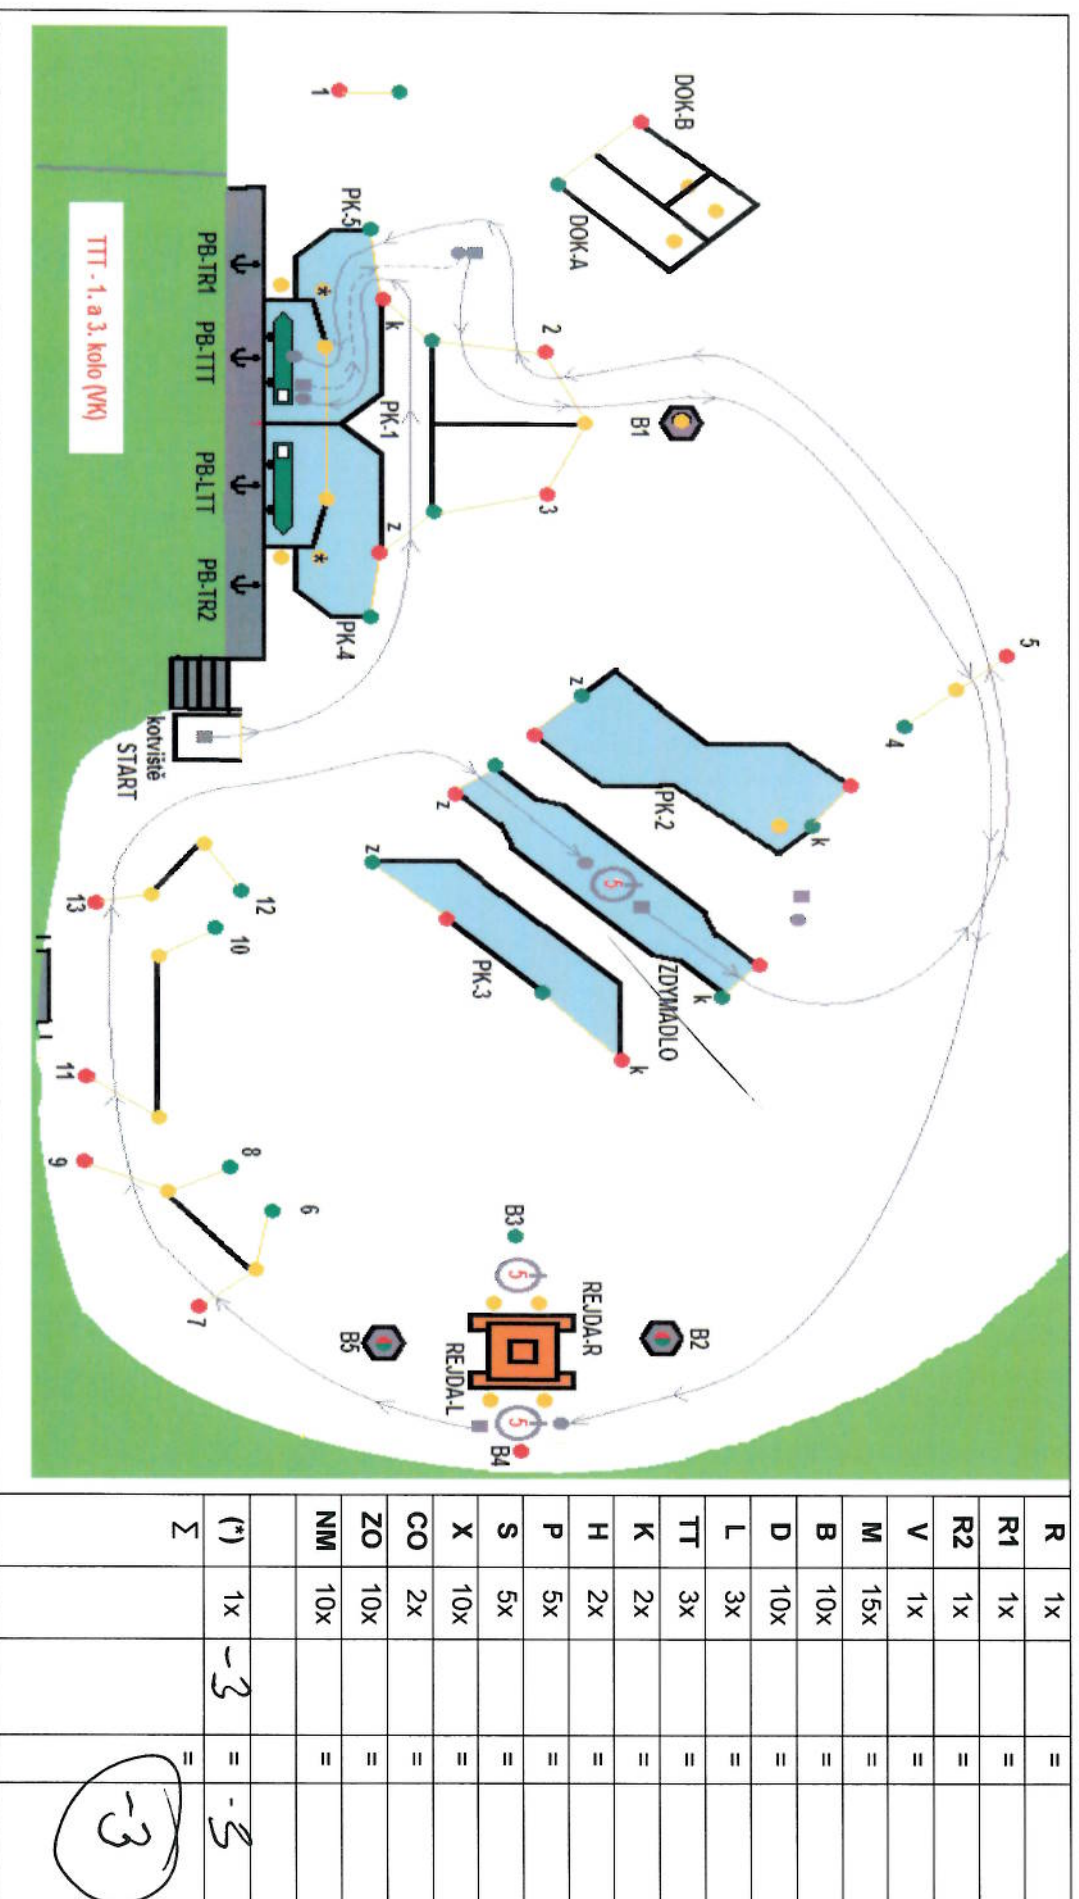 DOK-B
DOK-A
1
PK-5
PB-TR1
PB-TTT
PB-LTT
PB-TR2
*
*
k
PK-1
z
PK-4
2
3
B1
5
4
TTT - 1. a 3. kolo (VK)
kotviště
START
z
PK-2
k
z
5
ZDYMADLO
k
z
PK-3
k
13
12
10
11
9
8
6
7
B3
5
REJDA-R
REJDA-L
B2
B5
5
B4
R 1x =
R1 1x =
R2 1x =
V 1x =
M 15x =
B 10x =
D 10x =
L 3x =
TT 3x =
K 2x =
H 2x =
P 5x =
S 5x =
X 10x =
CO 2x =
ZO 10x =
NM 10x =
(*) 1x -3 = -3
Σ = -3